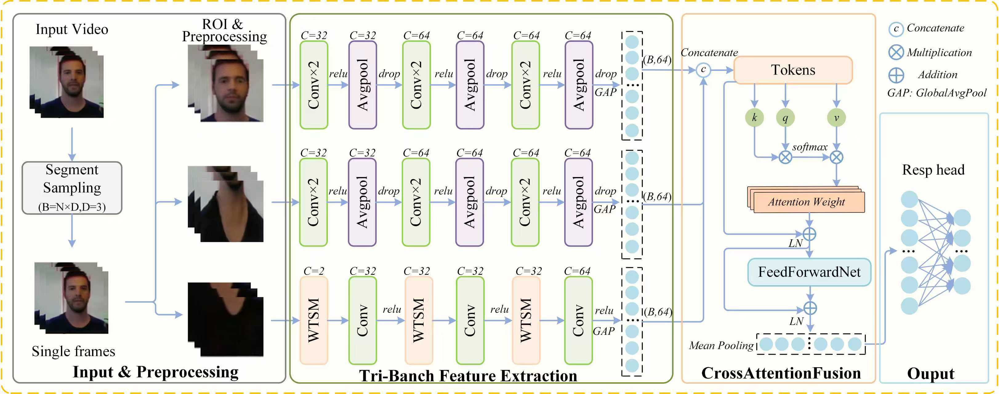 Input Video
Segment
Sampling
(B=N×D,D=3)
Single frames
ROI &
Preprocessing
Input & Preprocessing
C=32
C=32
C=64
C=64
C=64
C=64
Conv×2
relu
Avgpool
drop
Conv×2
relu
Avgpool
drop
Conv×2
relu
Avgpool
drop
GAP
(B,64)
C=32
C=32
C=64
C=64
C=64
C=64
Conv×2
relu
Avgpool
drop
Conv×2
relu
Avgpool
drop
Conv×2
relu
Avgpool
drop
GAP
(B,64)
C=2
C=32
C=32
C=32
C=32
C=64
WTSM
Conv
relu
WTSM
Conv
relu
WTSM
Conv
relu
GAP
(B,64)
Tri-Banch Feature Extraction
Concatenate
c
Tokens
k
q
v
softmax
Attention Weight
LN
FeedForwardNet
LN
Mean Pooling
CrossAttentionFusion
c Concatenate
Multiplication
Addition
GAP: GlobalAvgPool
Resp head
Ouput